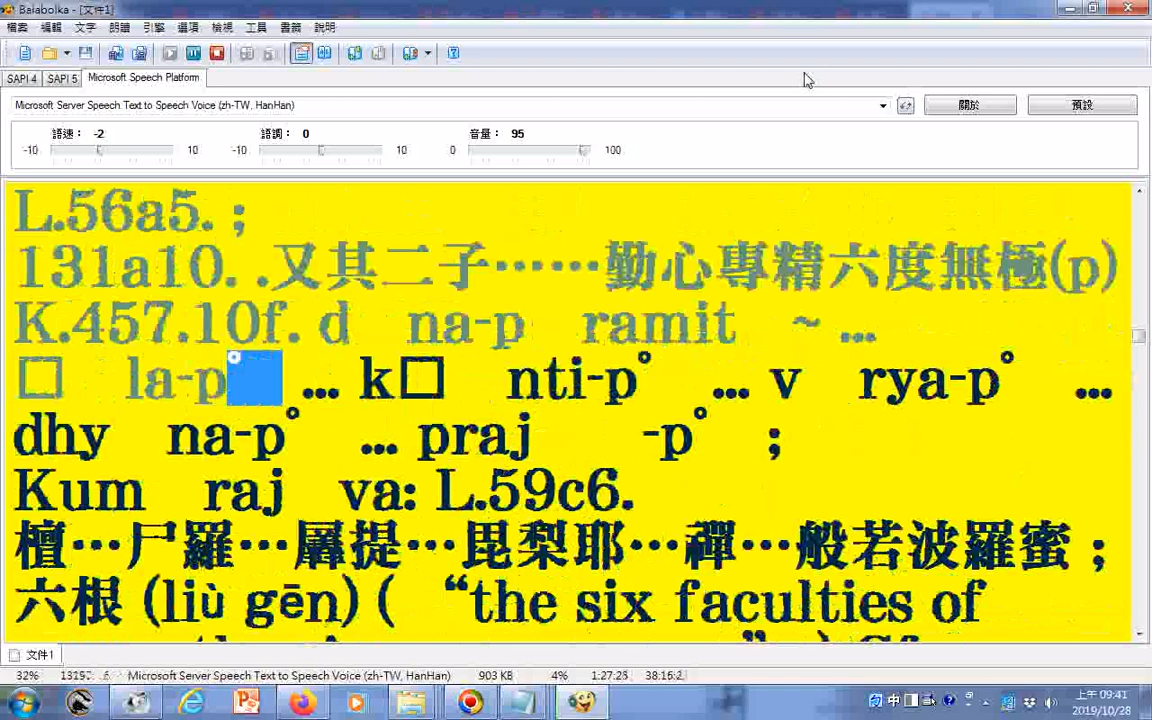 Balabolka - [文件1]
檔案 編輯 文字 朗讀 引擎 選項 檢視 工具 書籤 說明
SAPI 4 SAPI 5 Microsoft Speech Platform
Microsoft Server Speech Text to Speech Voice (zh-TW, HanHan) 關於 預設
語速： -2 語調： 0 音量： 95
-10 10 -10 10 0 100
L.56a5. ;
131a10. .又其二子……勤心專精六度無極(p)
K.457.10f. d na-p ramit ~ ...
□ la-p° ... k□ nti-p° ... v rya-p° ...
dhy na-p° ... praj -p° ;
Kum raj va: L.59c6.
檀…尸羅…羼提…毘梨耶…禪…般若波羅蜜；
六根 (liù gēn) ( “the six faculties of
文件1
32% Microsoft Server Speech Text to Speech Voice (zh-TW, HanHan) 903 KB 4% 1:27:23
中 上午 09:41
2019/10/28